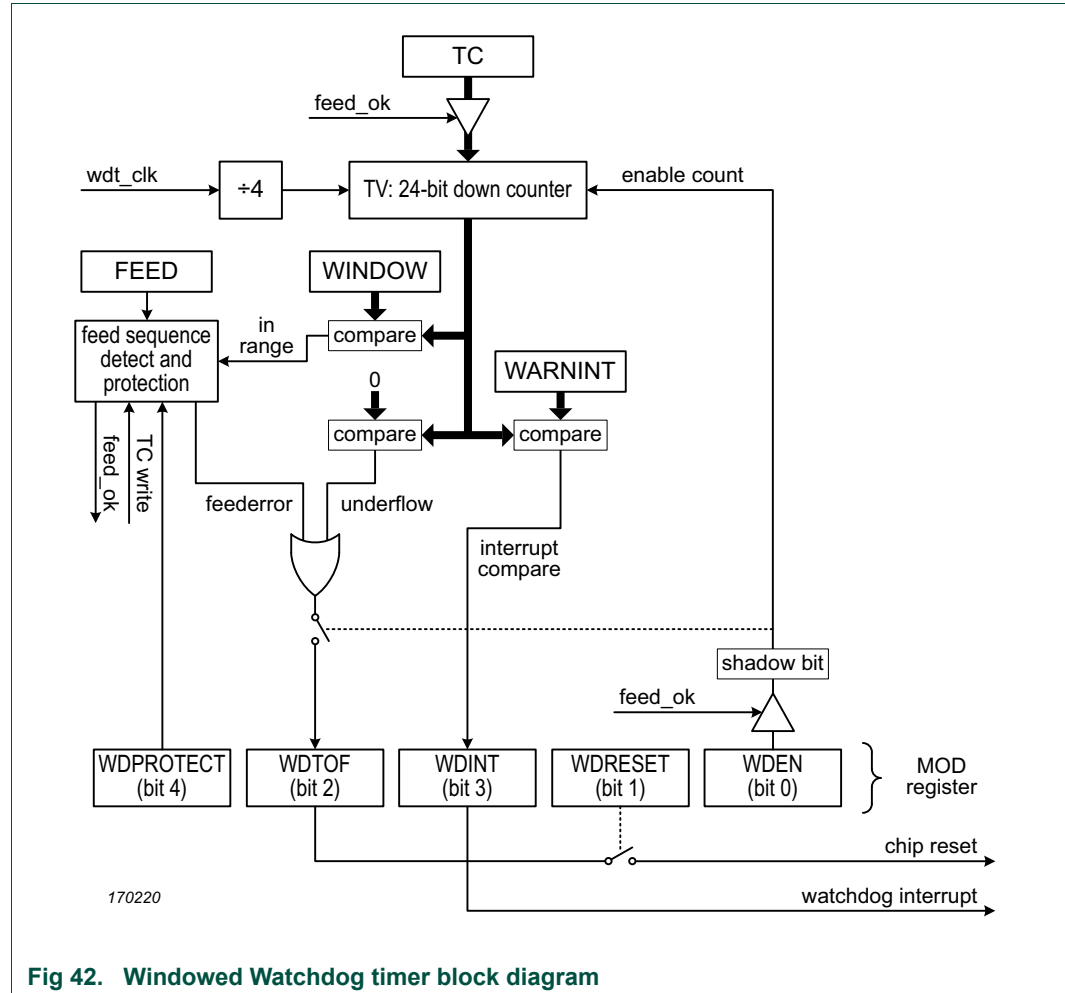 TC
feed_ok
wdt_clk
÷4
TV: 24-bit down counter
enable count
FEED
WINDOW
feed sequence
detect and
protection
in
range
compare
WARNINT
0
compare
compare
feed_ok
TC write
feederror
underflow
interrupt
compare
shadow bit
feed_ok
WDPROTECT
(bit 4)
WDTOF
(bit 2)
WDINT
(bit 3)
WDRESET
(bit 1)
WDEN
(bit 0)
MOD
register
chip reset
170220
watchdog interrupt
Fig 42. Windowed Watchdog timer block diagram